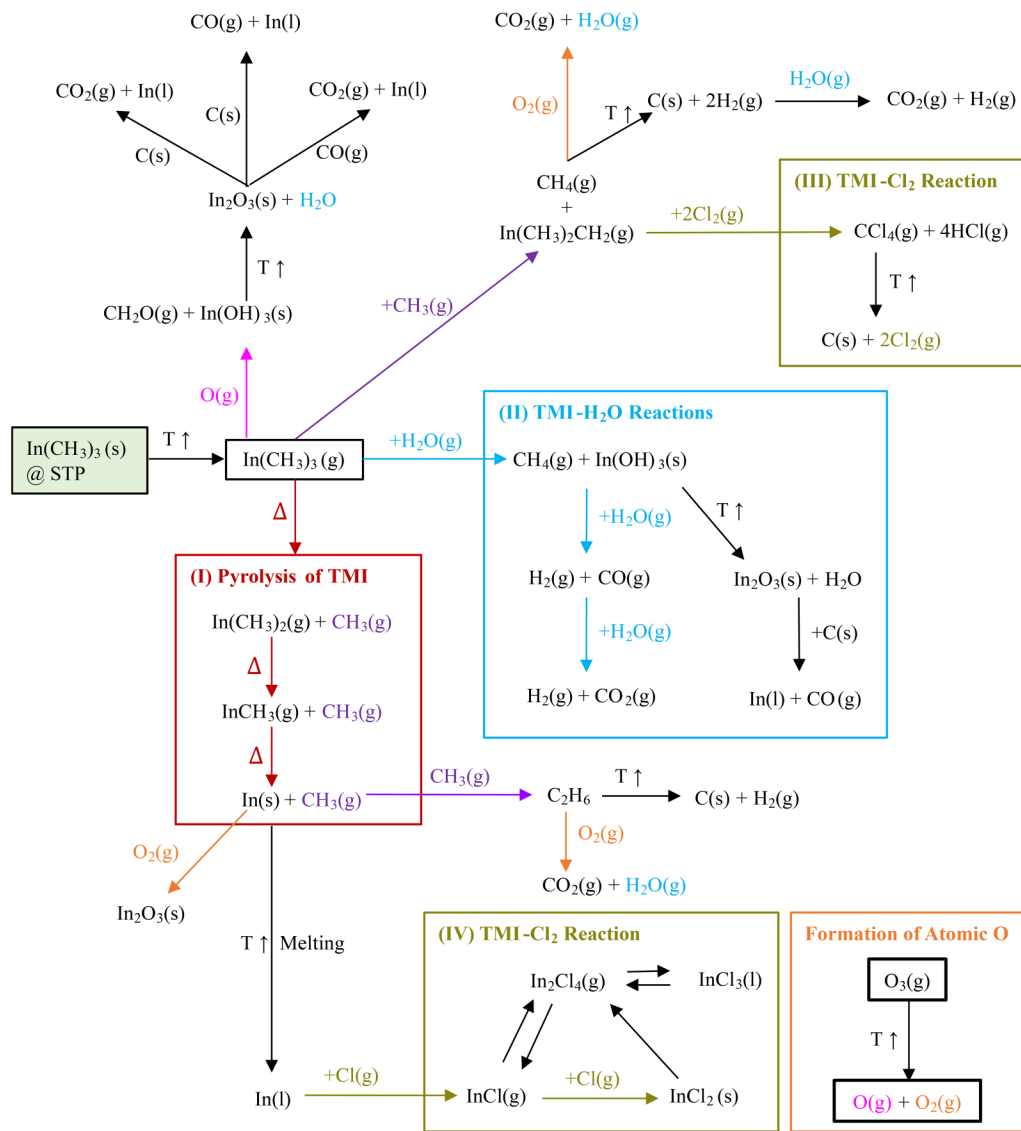 CO(g) + In(l)
CO₂(g) + H₂O(g)
CO₂(g) + In(l)
C(s)
CO₂(g) + In(l)
O₂(g)
T ↑
C(s) + 2H₂(g)
H₂O(g)
CO₂(g) + H₂(g)
C(s)
CO(g)
In₂O₃(s) + H₂O
CH₄(g)
+
In(CH₃)₂CH₂(g)
+2Cl₂(g)
(III) TMI-Cl₂ Reaction
CCl₄(g) + 4HCl(g)
T ↑
C(s) + 2Cl₂(g)
T ↑
CH₂O(g) + In(OH)₃(s)
+CH₃(g)
O(g)
In(CH₃)₃ (s)
@ STP
T ↑
In(CH₃)₃ (g)
+H₂O(g)
(II) TMI-H₂O Reactions
CH₄(g) + In(OH)₃(s)
+H₂O(g)
T ↑
H₂(g) + CO(g)
In₂O₃(s) + H₂O
+H₂O(g)
+C(s)
H₂(g) + CO₂(g)
In(l) + CO(g)
Δ
(I) Pyrolysis of TMI
In(CH₃)₂(g) + CH₃(g)
Δ
InCH₃(g) + CH₃(g)
Δ
In(s) + CH₃(g)
CH₃(g)
C₂H₆
T ↑
C(s) + H₂(g)
O₂(g)
O₂(g)
In₂O₃(s)
CO₂(g) + H₂O(g)
T ↑ Melting
In(l)
+Cl(g)
(IV) TMI-Cl₂ Reaction
In₂Cl₄(g)
InCl₃(l)
InCl(g)
+Cl(g)
InCl₂ (s)
Formation of Atomic O
O₃(g)
T ↑
O(g) + O₂(g)